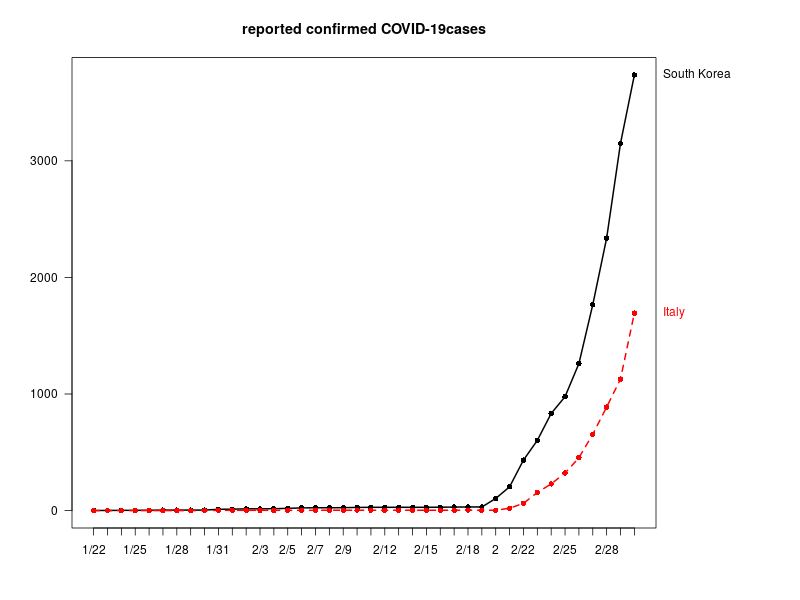 reported confirmed COVID-19cases
South Korea
3000
2000
Italy
1000
0
1/22 1/25 1/28 1/31 2/3 2/5 2/7 2/9 2/12 2/15 2/18 2 2/22 2/25 2/28